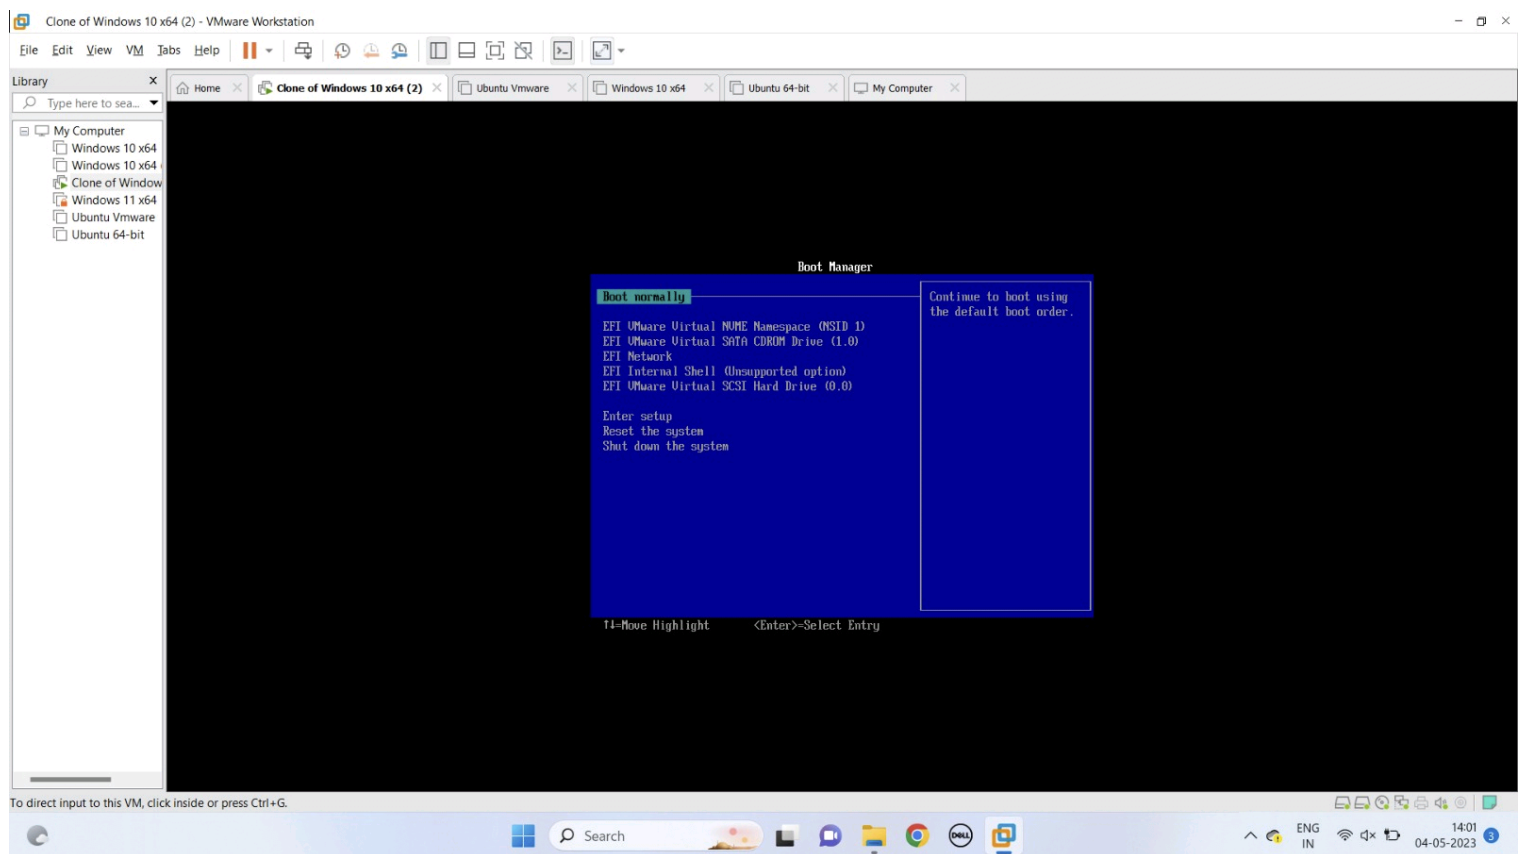 Clone of Windows 10 x64 (2) - VMware Workstation
File Edit View VM Tabs Help
Library X
Type here to sea...
Home
Clone of Windows 10 x64 (2)
Ubuntu Vmware
Windows 10 x64
Ubuntu 64-bit
My Computer
My Computer
Windows 10 x64
Windows 10 x64
Clone of Window
Windows 11 x64
Ubuntu Vmware
Ubuntu 64-bit
Boot Manager
Boot normally
EFI VMware Virtual NVME Namespace (NSID 1)
EFI VMware Virtual SATA CDROM Drive (1.0)
EFI Network
EFI Internal Shell (Unsupported option)
EFI VMware Virtual SCSI Hard Drive (0.0)
Enter setup
Reset the system
Shut down the system
Continue to boot using
the default boot order.
↑↓=Move Highlight <Enter>=Select Entry
To direct input to this VM, click inside or press Ctrl+G.
Search
DELL
ENG
IN
14:01
04-05-2023
3